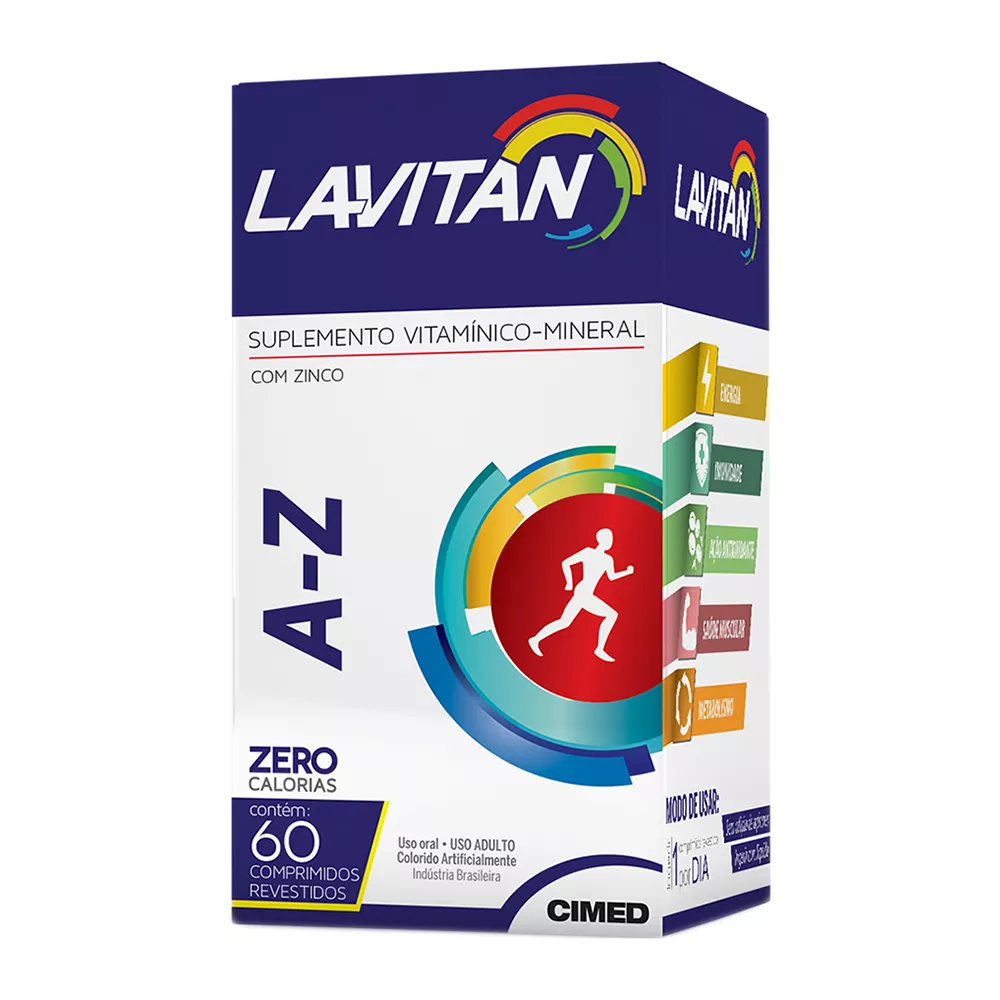 LAVITAN
SUPLEMENTO VITAMÍNICO-MINERAL
COM ZINCO
A-Z
ZERO
CALORIAS
contém:
60
COMPRIMIDOS
REVESTIDOS
Uso oral • USO ADULTO
Colorido Artificialmente
Indústria Brasileira
CIMED
LAVITAN
ENERGIA
IMUNIDADE
AÇÃO ANTIOXIDANTE
SAÚDE MUSCULAR
METABOLISMO
MODO DE USAR:
1
por DIA